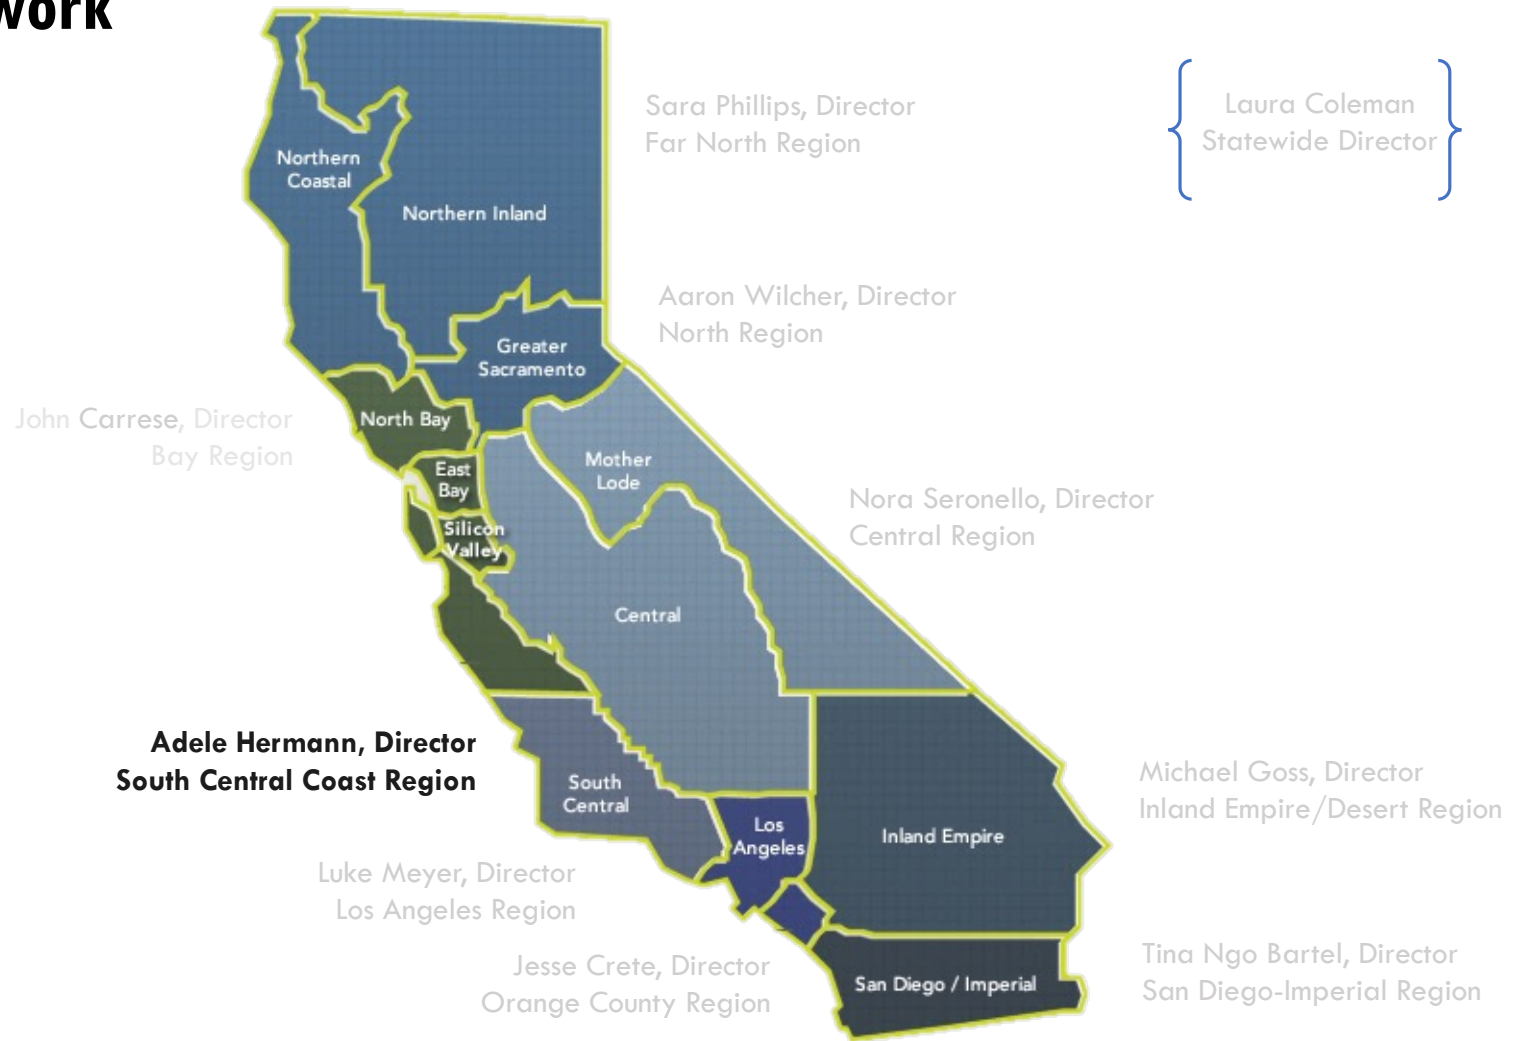 work
Sara Phillips, Director
Far North Region
Laura Coleman
Statewide Director
Northern
Coastal
Northern Inland
Aaron Wilcher, Director
North Region
Greater
Sacramento
John Carrese, Director
Bay Region
North Bay
Mother
Lode
East
Bay
Nora Seronello, Director
Central Region
Silicon
Valley
Central
Adele Hermann, Director
South Central Coast Region
South
Central
Michael Goss, Director
Inland Empire/Desert Region
Los
Angeles
Inland Empire
Luke Meyer, Director
Los Angeles Region
Jesse Crete, Director
Orange County Region
San Diego / Imperial
Tina Ngo Bartel, Director
San Diego-Imperial Region